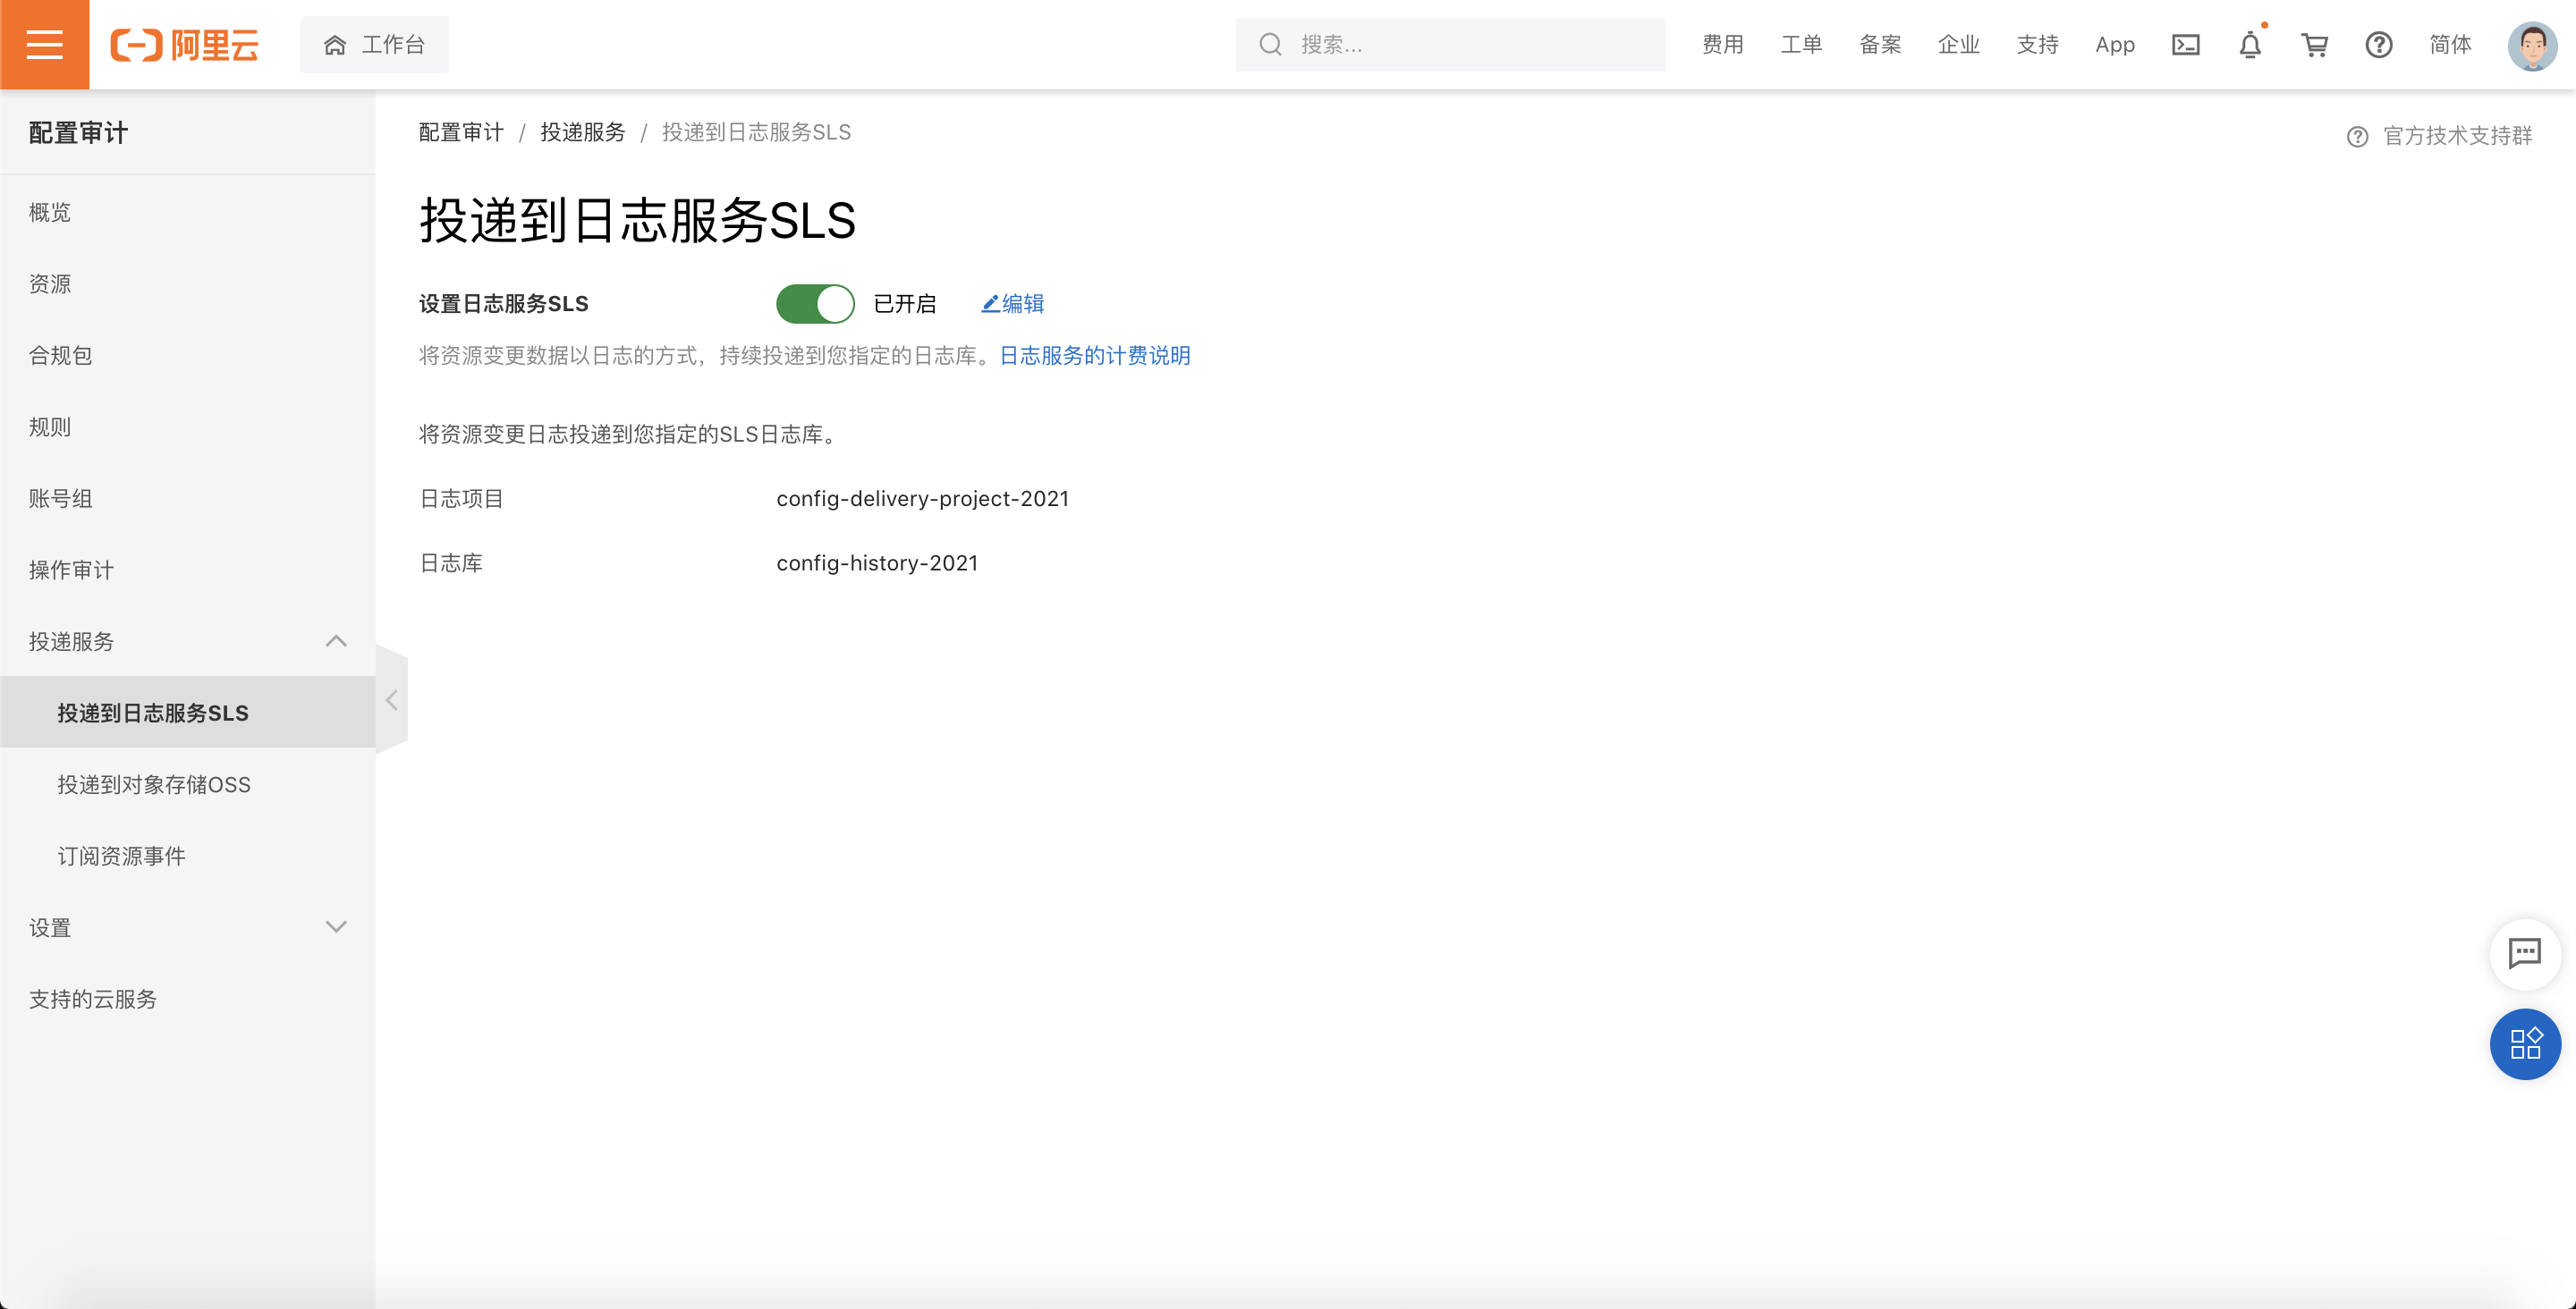 阿里云
工作台
搜索...
费用
工单
备案
企业
支持
App
简体
配置审计
概览
资源
合规包
规则
账号组
操作审计
投递服务
投递到日志服务SLS
投递到对象存储OSS
订阅资源事件
设置
支持的云服务
配置审计 / 投递服务 / 投递到日志服务SLS
官方技术支持群
投递到日志服务SLS
设置日志服务SLS 已开启 编辑
将资源变更数据以日志的方式，持续投递到您指定的日志库。日志服务的计费说明
将资源变更日志投递到您指定的SLS日志库。
日志项目 config-delivery-project-2021
日志库 config-history-2021